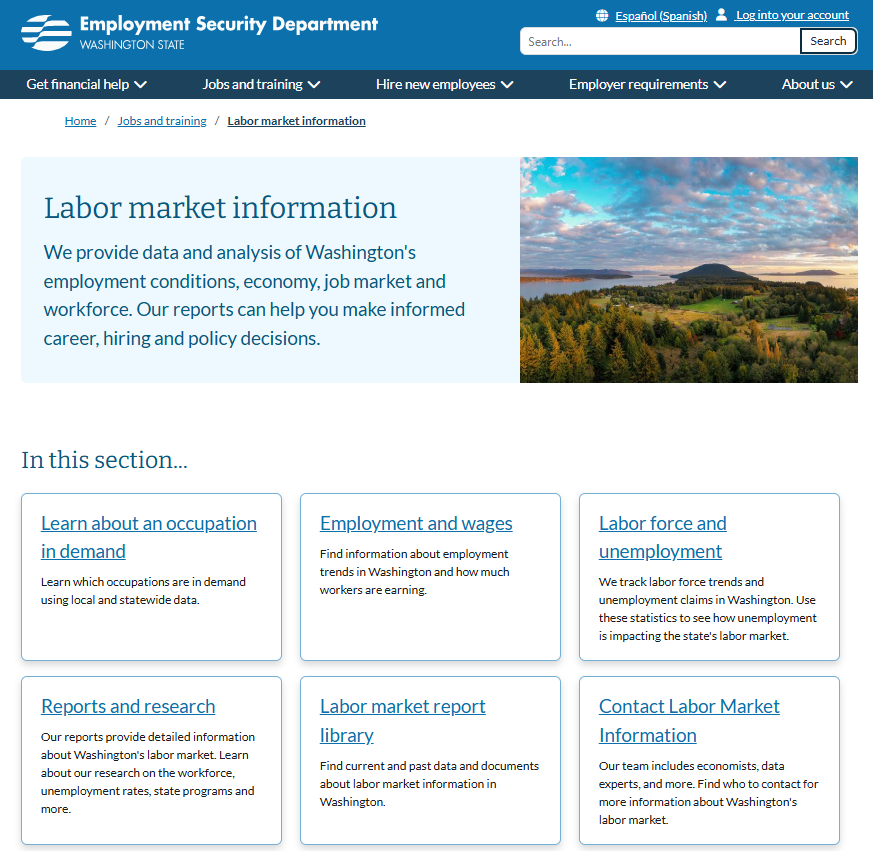 Employment Security Department
WASHINGTON STATE
Español (Spanish)
Log into your account
Search...
Search
Get financial help
Jobs and training
Hire new employees
Employer requirements
About us
Home / Jobs and training / Labor market information
Labor market information
We provide data and analysis of Washington's
employment conditions, economy, job market and
workforce. Our reports can help you make informed
career, hiring and policy decisions.
In this section...
Learn about an occupation
in demand
Learn which occupations are in demand
using local and statewide data.
Employment and wages
Find information about employment
trends in Washington and how much
workers are earning.
Labor force and
unemployment
We track labor force trends and
unemployment claims in Washington. Use
these statistics to see how unemployment
is impacting the state's labor market.
Reports and research
Our reports provide detailed information
about Washington's labor market. Learn
about our research on the workforce,
unemployment rates, state programs and
more.
Labor market report
library
Find current and past data and documents
about labor market information in
Washington.
Contact Labor Market
Information
Our team includes economists, data
experts, and more. Find who to contact for
more information about Washington's
labor market.